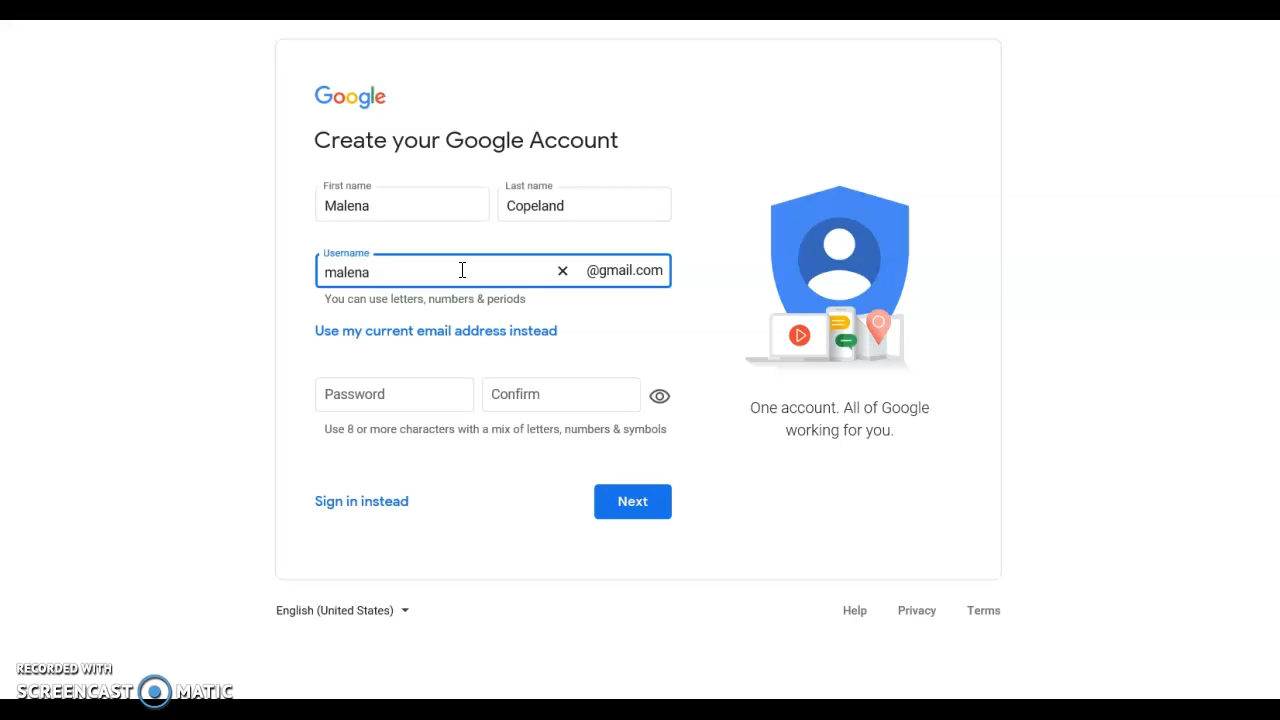 Google
Create your Google Account
First name
Last name
Malena
Copeland
Username
malena
@gmail.com
You can use letters, numbers & periods
Use my current email address instead
Password
Confirm
Use 8 or more characters with a mix of letters, numbers & symbols
One account. All of Google
working for you.
Sign in instead
Next
English (United States)
Help
Privacy
Terms
RECORDED WITH
SCREENCAST MATIC